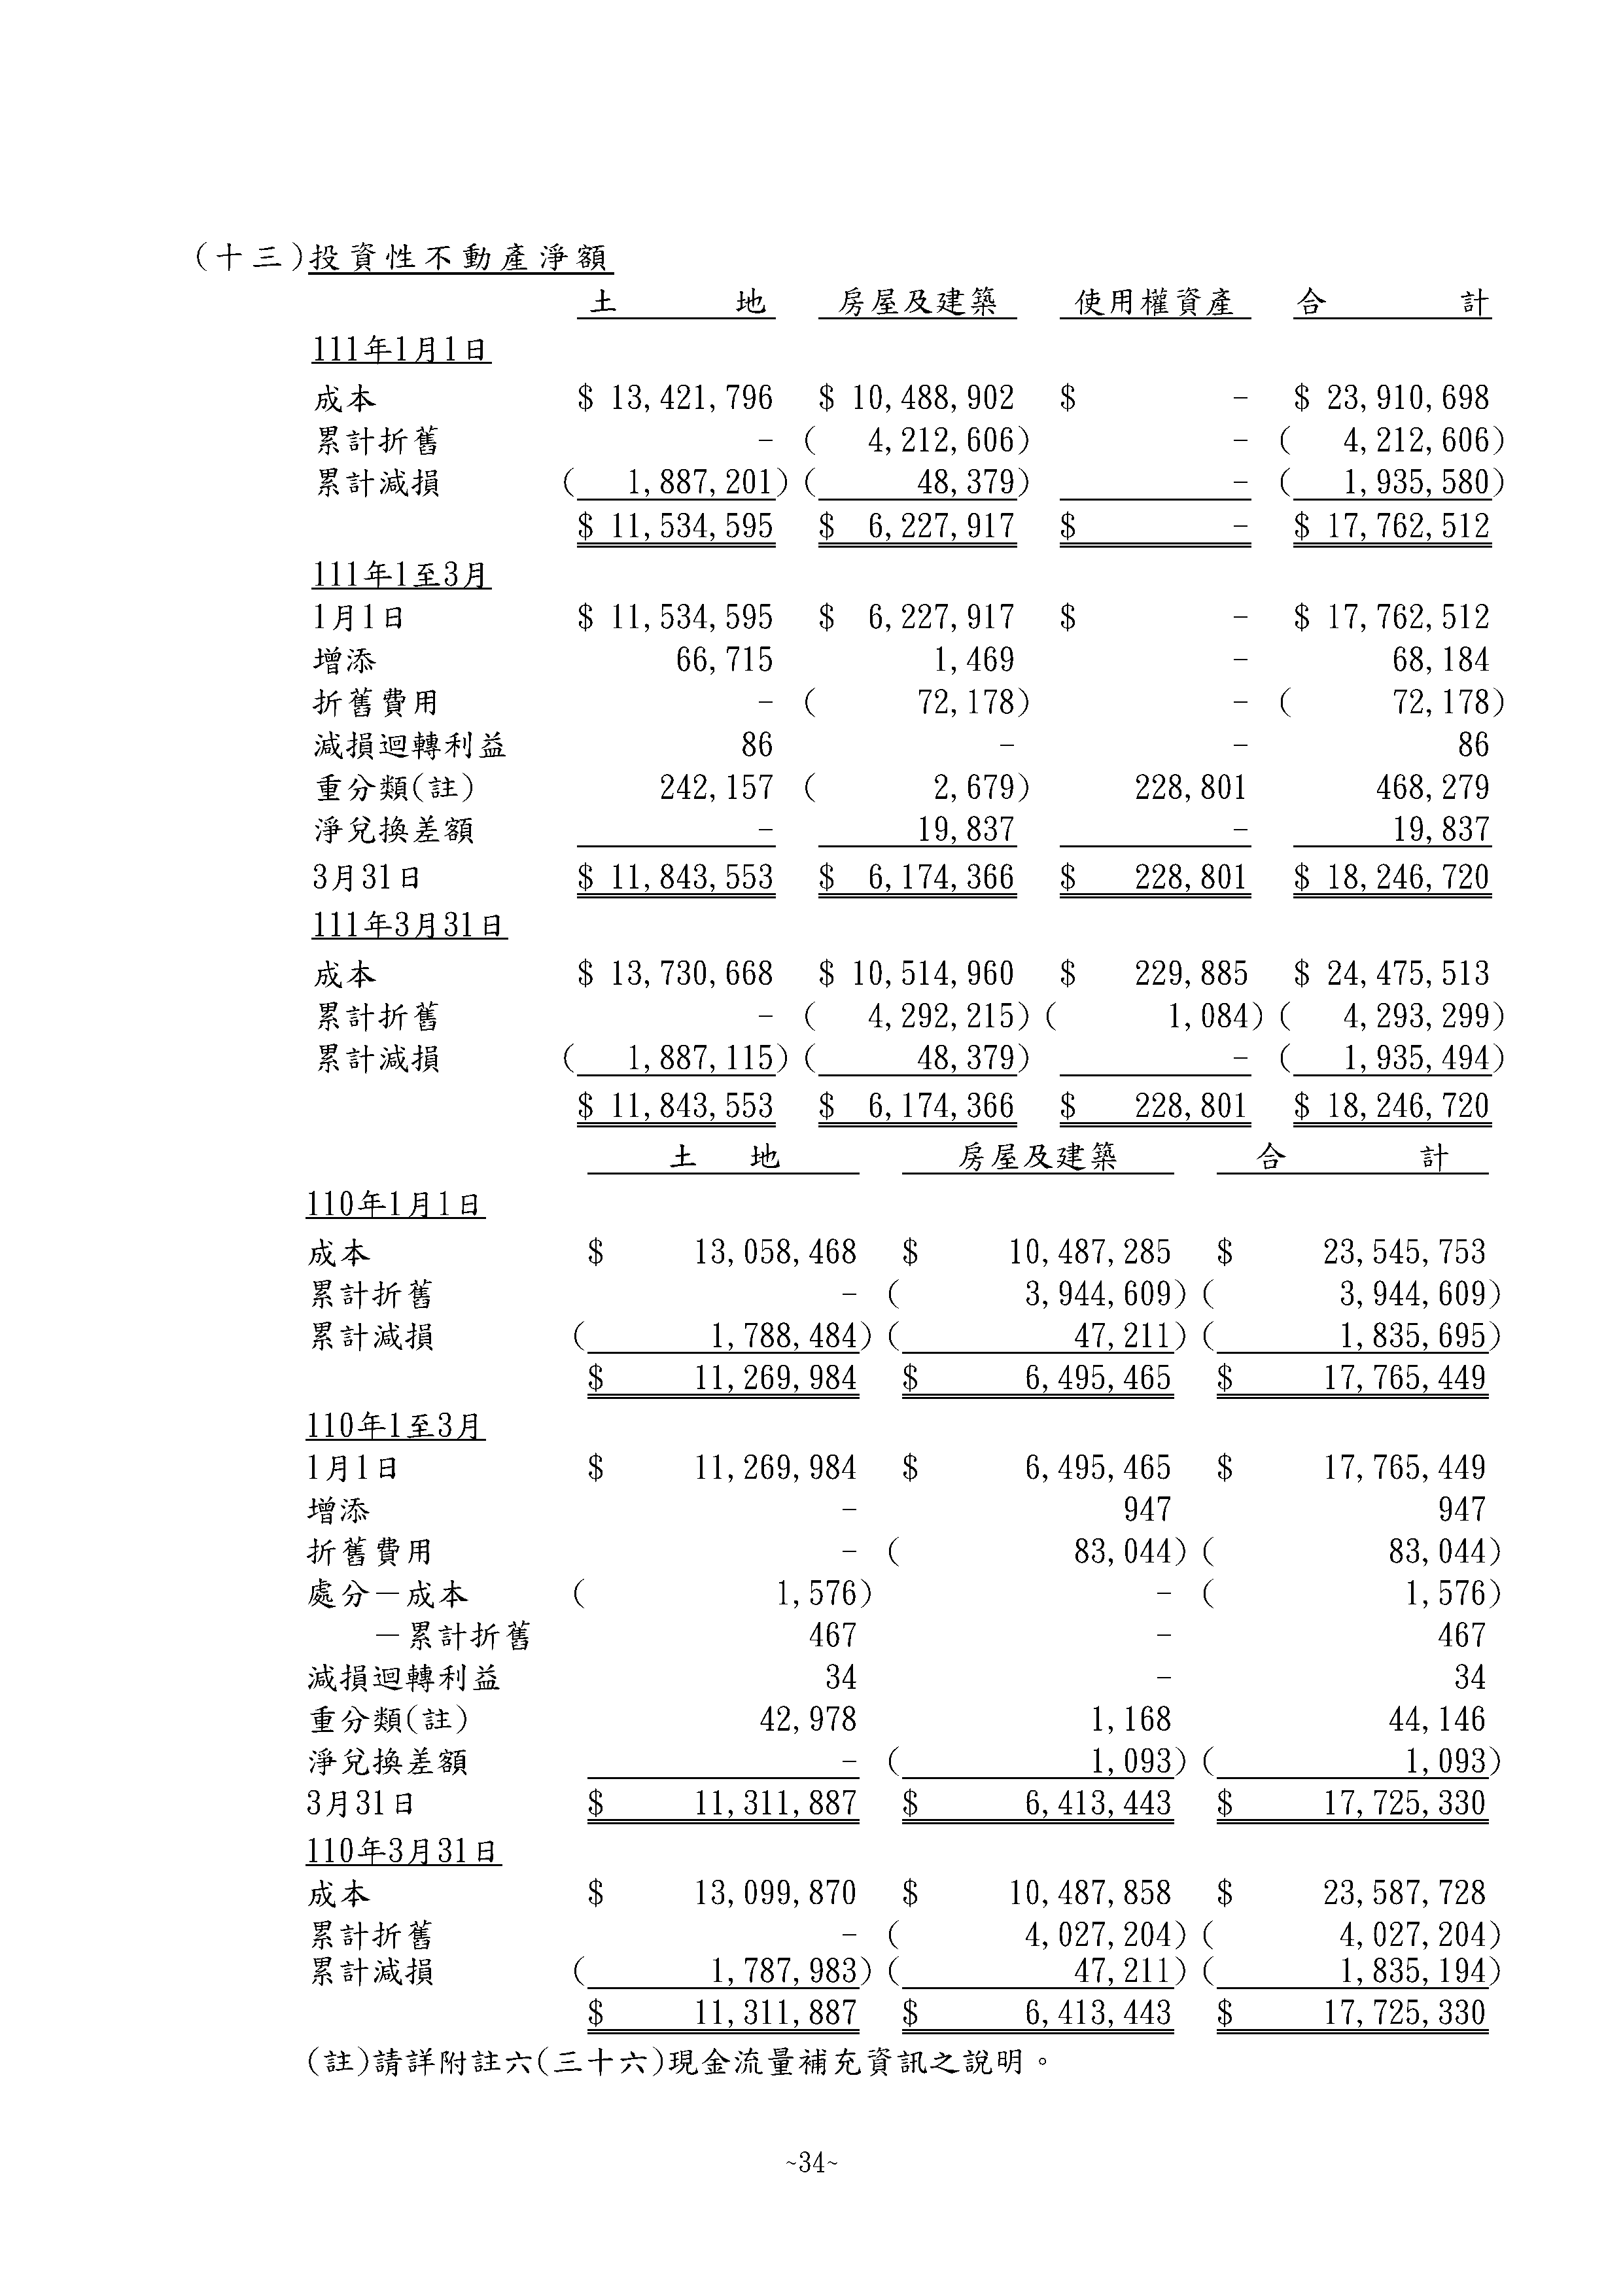 (十三)投資性不動產淨額
土 地 房屋及建築 使用權資產 合 計
111年1月1日
成本 $ 13,421,796 $ 10,488,902 $ - $ 23,910,698
累計折舊 - ( 4,212,606) - ( 4,212,606)
累計減損 ( 1,887,201) ( 48,379) - ( 1,935,580)
$ 11,534,595 $ 6,227,917 $ - $ 17,762,512
111年1至3月
1月1日 $ 11,534,595 $ 6,227,917 $ - $ 17,762,512
增添 66,715 1,469 - 68,184
折舊費用 - ( 72,178) - ( 72,178)
減損迴轉利益 86 - - 86
重分類(註) 242,157 ( 2,679) 228,801 468,279
淨兌換差額 - 19,837 - 19,837
3月31日 $ 11,843,553 $ 6,174,366 $ 228,801 $ 18,246,720
111年3月31日
成本 $ 13,730,668 $ 10,514,960 $ 229,885 $ 24,475,513
累計折舊 - ( 4,292,215) ( 1,084) ( 4,293,299)
累計減損 ( 1,887,115) ( 48,379) - ( 1,935,494)
$ 11,843,553 $ 6,174,366 $ 228,801 $ 18,246,720
土 地 房屋及建築 合 計
110年1月1日
成本 $ 13,058,468 $ 10,487,285 $ 23,545,753
累計折舊 - ( 3,944,609) ( 3,944,609)
累計減損 ( 1,788,484) ( 47,211) ( 1,835,695)
$ 11,269,984 $ 6,495,465 $ 17,765,449
110年1至3月
1月1日 $ 11,269,984 $ 6,495,465 $ 17,765,449
增添 - 947 947
折舊費用 - ( 83,044) ( 83,044)
處分－成本 ( 1,576) - ( 1,576)
－累計折舊 467 - 467
減損迴轉利益 34 - 34
重分類(註) 42,978 1,168 44,146
淨兌換差額 - ( 1,093) ( 1,093)
3月31日 $ 11,311,887 $ 6,413,443 $ 17,725,330
110年3月31日
成本 $ 13,099,870 $ 10,487,858 $ 23,587,728
累計折舊 - ( 4,027,204) ( 4,027,204)
累計減損 ( 1,787,983) ( 47,211) ( 1,835,194)
$ 11,311,887 $ 6,413,443 $ 17,725,330
(註)請詳附註六(三十六)現金流量補充資訊之說明。
~34~